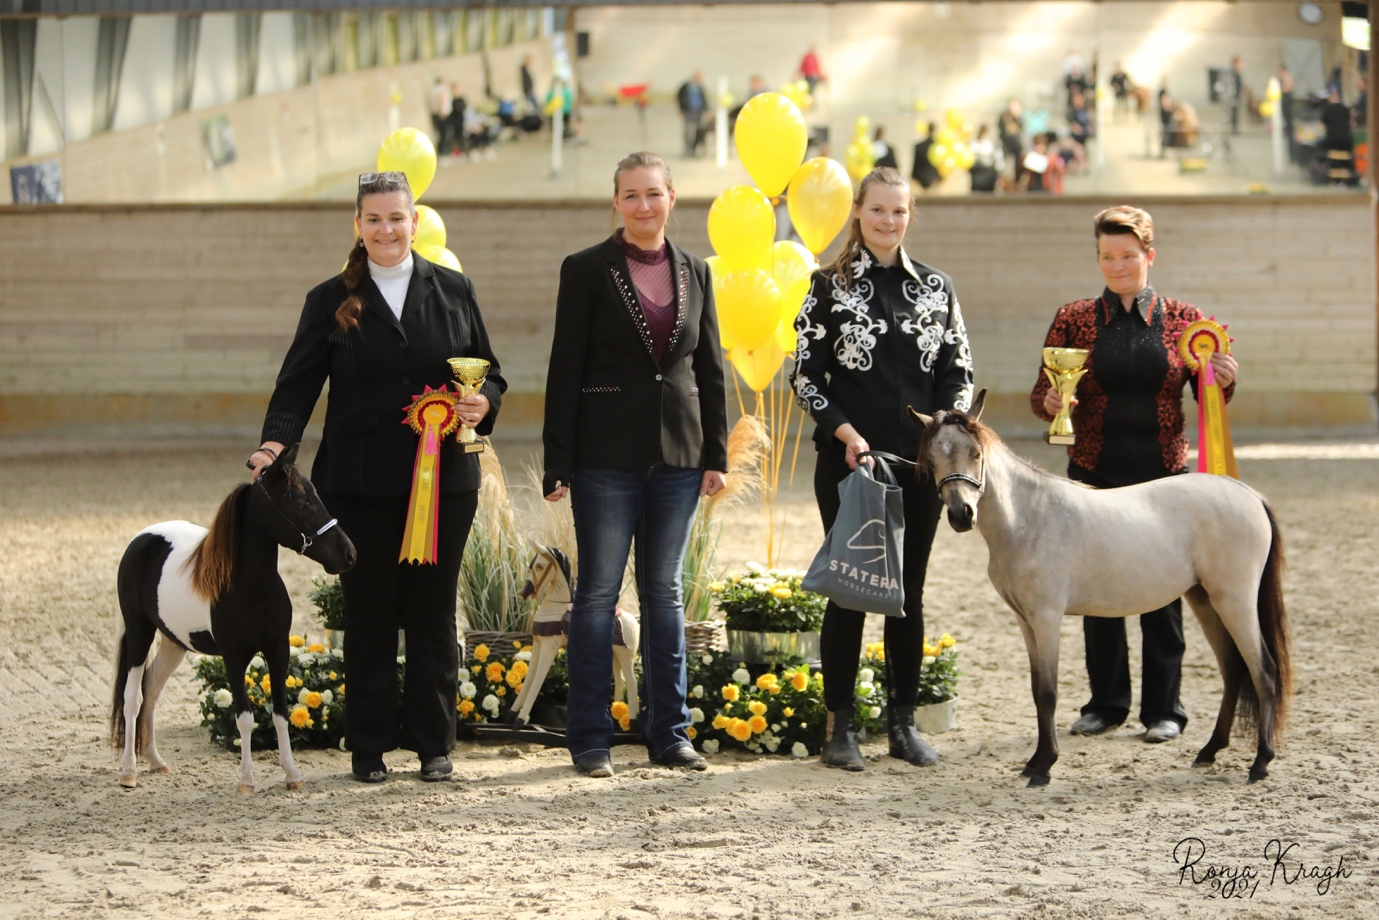 STATERA
HORSECARE
Ronja Kragh
2021